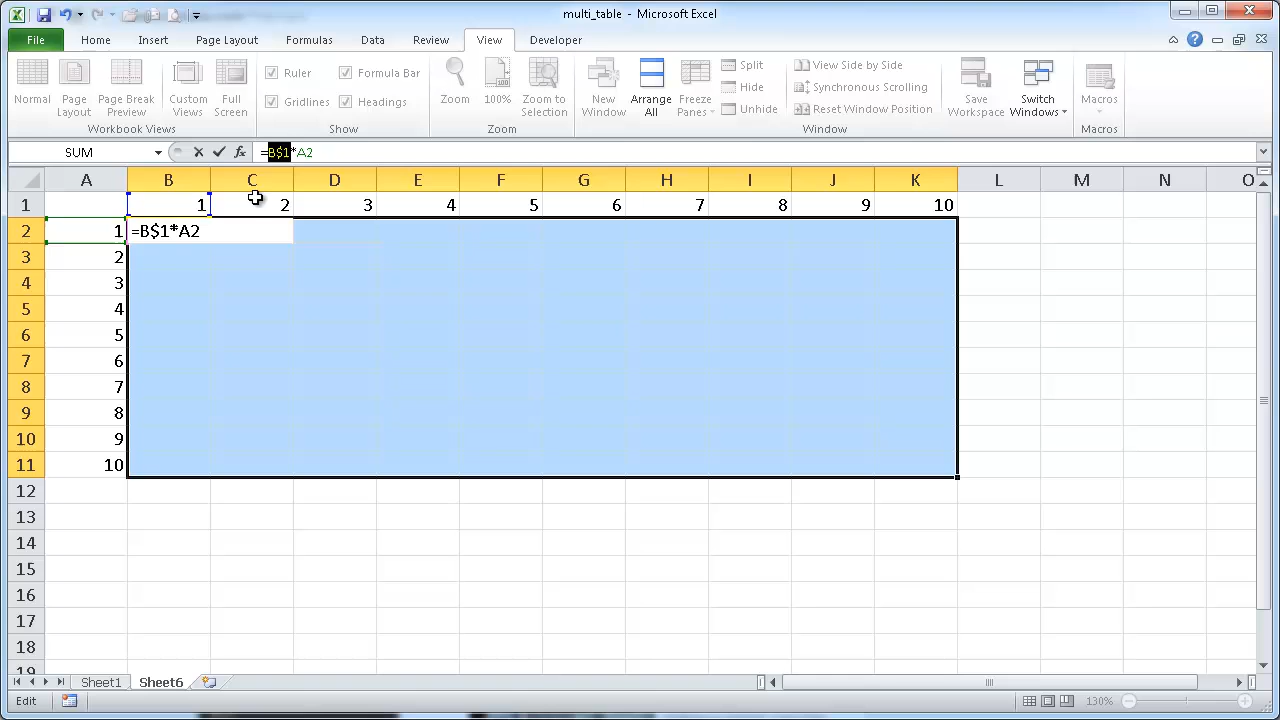 multi_table - Microsoft Excel
File Home Insert Page Layout Formulas Data Review View Developer
Normal Page Layout Page Break Preview Custom Views Full Screen
Workbook Views
Ruler Formula Bar
Gridlines Headings
Show
Zoom 100% Zoom to Selection
Zoom
New Window Arrange All Freeze Panes Split Hide Unhide View Side by Side Synchronous Scrolling Reset Window Position Save Workspace Switch Windows
Window
Macros
Macros
SUM fx =B$1*A2
A B C D E F G H I J K L M N O
1 1 2 3 4 5 6 7 8 9 10
2 1 =B$1*A2
3 2
4 3
5 4
6 5
7 6
8 7
9 8
10 9
11 10
12
13
14
15
16
17
18
19
Sheet1 Sheet6
Edit 130%